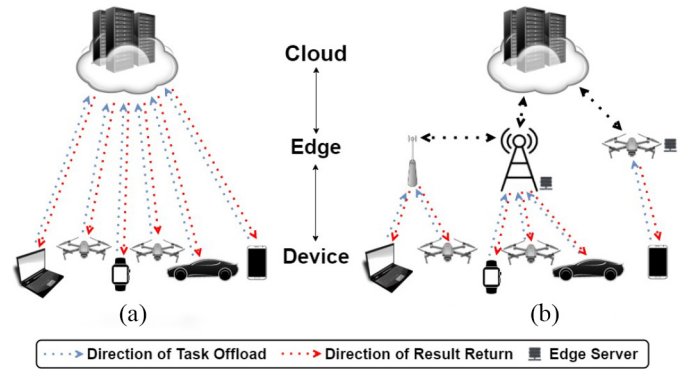 Cloud
Edge
Device
(a)
(b)
Direction of Task Offload
Direction of Result Return
Edge Server